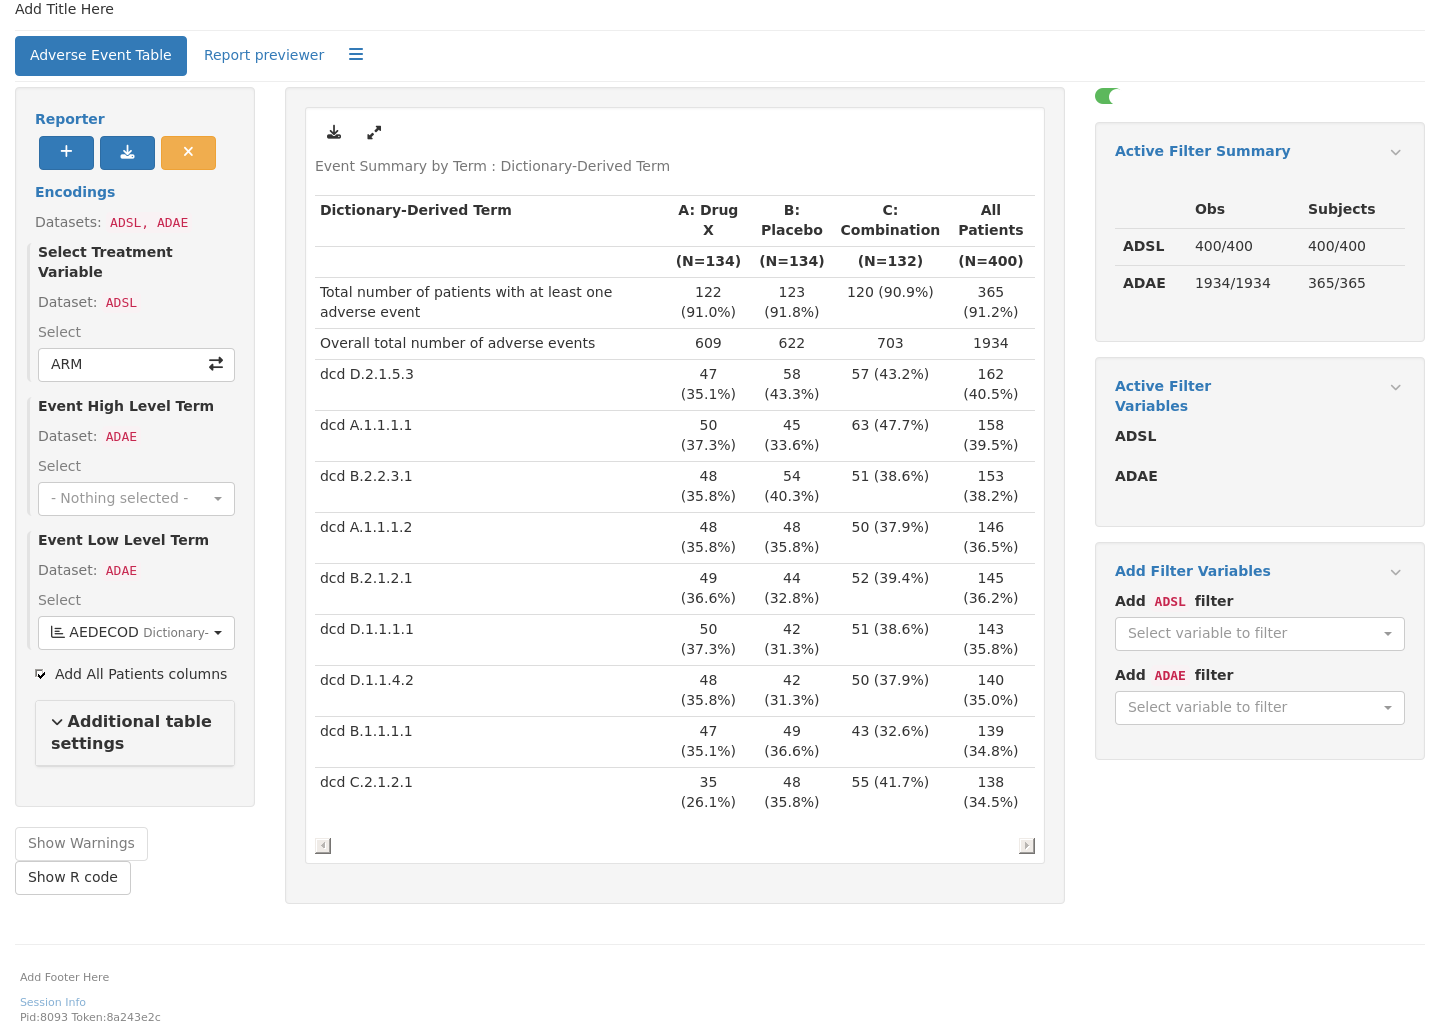 Add Title Here
Adverse Event Table
Report previewer
Reporter
Encodings
Datasets: ADSL, ADAE
Select Treatment
Variable
Dataset: ADSL
Select
ARM
Event High Level Term
Dataset: ADAE
Select
- Nothing selected -
Event Low Level Term
Dataset: ADAE
Select
AEDECOD Dictionary-
Add All Patients columns
Additional table
settings
Show Warnings
Show R code
Event Summary by Term : Dictionary-Derived Term
Dictionary-Derived Term A: Drug B: C: All
X Placebo Combination Patients
(N=134) (N=134) (N=132) (N=400)
Total number of patients with at least one 122 123 120 (90.9%) 365
adverse event (91.0%) (91.8%) (91.2%)
Overall total number of adverse events 609 622 703 1934
dcd D.2.1.5.3 47 58 57 (43.2%) 162
(35.1%) (43.3%) (40.5%)
dcd A.1.1.1.1 50 45 63 (47.7%) 158
(37.3%) (33.6%) (39.5%)
dcd B.2.2.3.1 48 54 51 (38.6%) 153
(35.8%) (40.3%) (38.2%)
dcd A.1.1.1.2 48 48 50 (37.9%) 146
(35.8%) (35.8%) (36.5%)
dcd B.2.1.2.1 49 44 52 (39.4%) 145
(36.6%) (32.8%) (36.2%)
dcd D.1.1.1.1 50 42 51 (38.6%) 143
(37.3%) (31.3%) (35.8%)
dcd D.1.1.4.2 48 42 50 (37.9%) 140
(35.8%) (31.3%) (35.0%)
dcd B.1.1.1.1 47 49 43 (32.6%) 139
(35.1%) (36.6%) (34.8%)
dcd C.2.1.2.1 35 48 55 (41.7%) 138
(26.1%) (35.8%) (34.5%)
Active Filter Summary
Obs Subjects
ADSL 400/400 400/400
ADAE 1934/1934 365/365
Active Filter
Variables
ADSL
ADAE
Add Filter Variables
Add ADSL filter
Select variable to filter
Add ADAE filter
Select variable to filter
Add Footer Here
Session Info
Pid:8093 Token:8a243e2c